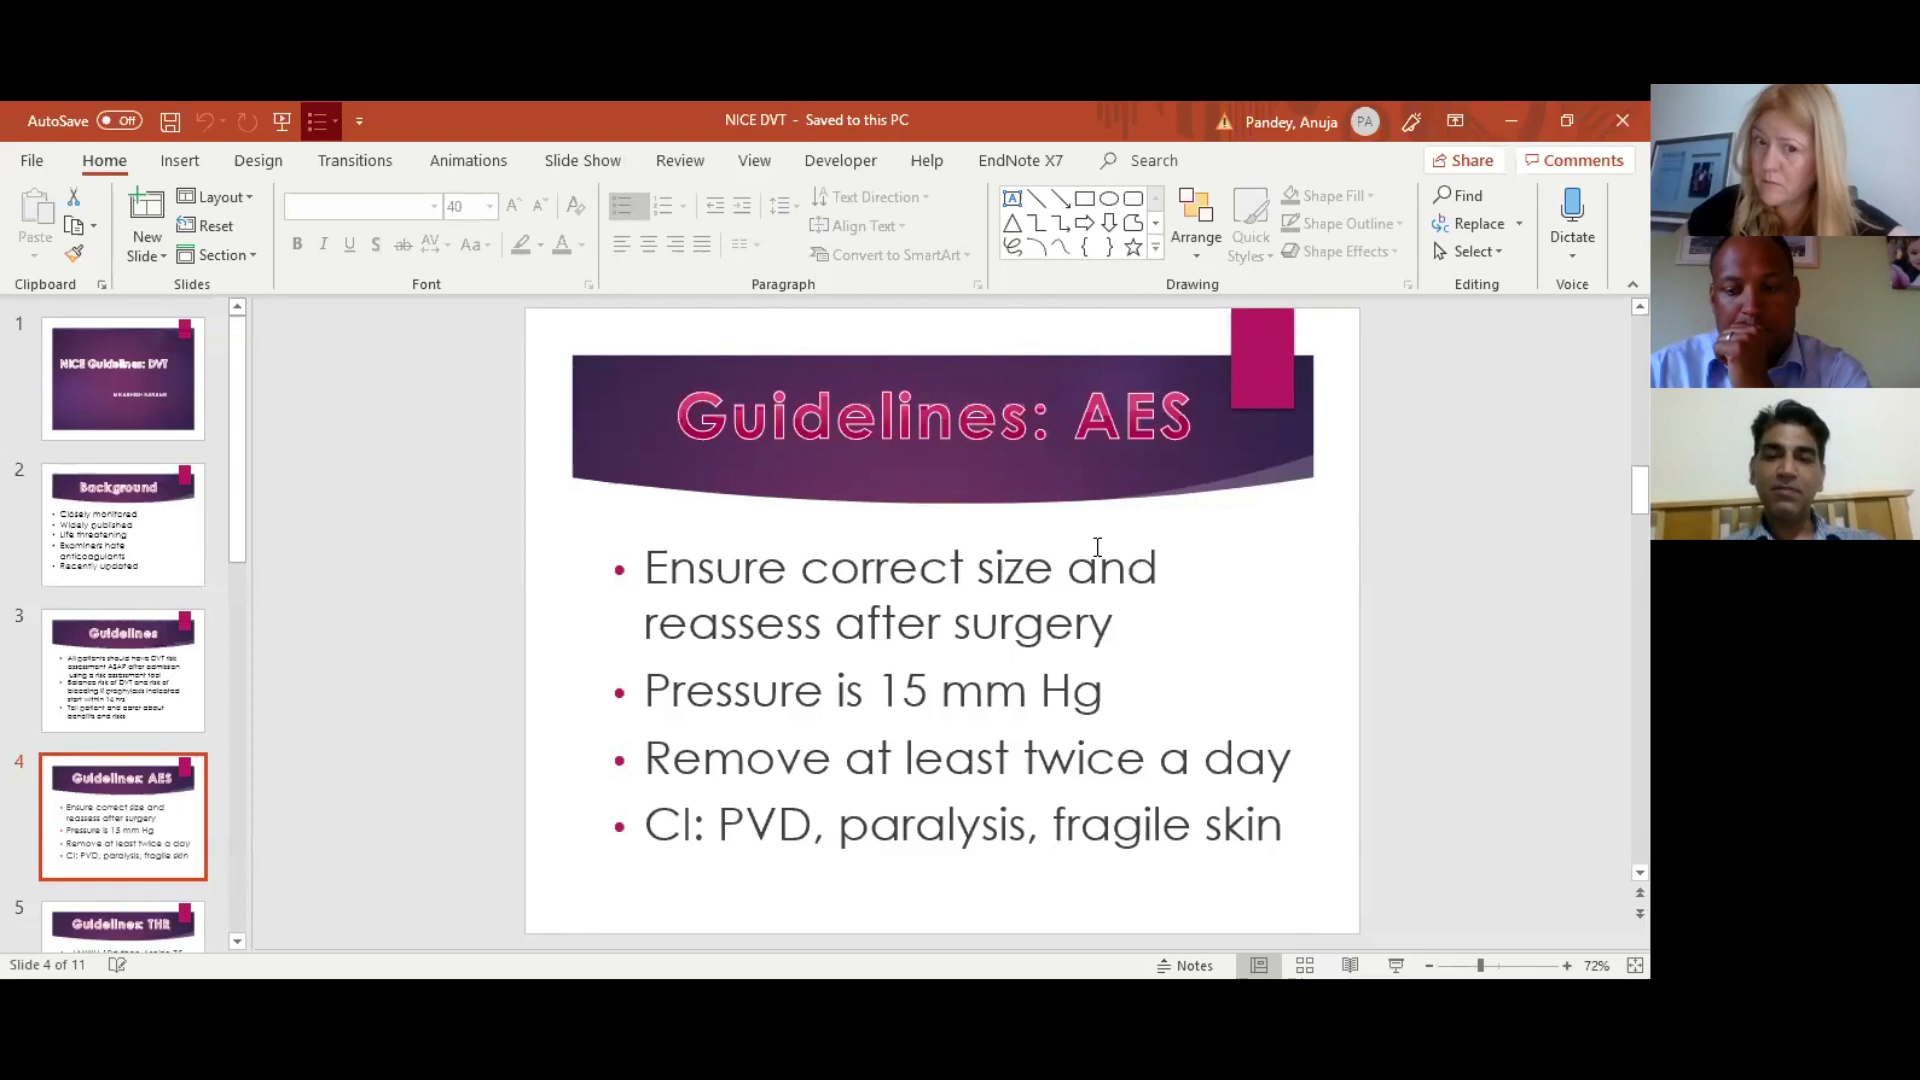 AutoSave Off
NICE DVT - Saved to this PC
Pandey, Anuja PA
File Home Insert Design Transitions Animations Slide Show Review View Developer Help EndNote X7 Search Share Comments
Paste
New Slide
Layout
Reset
Section
40
Text Direction
Align Text
Convert to SmartArt
Arrange
Quick Styles
Shape Fill
Shape Outline
Shape Effects
Find
Replace
Select
Dictate
Clipboard Slides Font Paragraph Drawing Editing Voice
1
NICE Guidelines: DVT
2
Background
• Closely monitored
• Widely published
• Life threatening
• Examiners hate
anticoagulants
• Recently updated
3
Guidelines
• All patients should have DVT risk
assessment ASAP after admission
using a risk assessment tool
• Balance risk of DVT and risk of
bleeding if prophylaxis indicated
start within 14 hrs
• Tell patient and carer about
benefits and risks
4
Guidelines: AES
• Ensure correct size and
reassess after surgery
• Pressure is 15 mm Hg
• Remove at least twice a day
• CI: PVD, paralysis, fragile skin
5
Guidelines: THR
Guidelines: AES
• Ensure correct size and
reassess after surgery
• Pressure is 15 mm Hg
• Remove at least twice a day
• CI: PVD, paralysis, fragile skin
Slide 4 of 11
Notes
72%